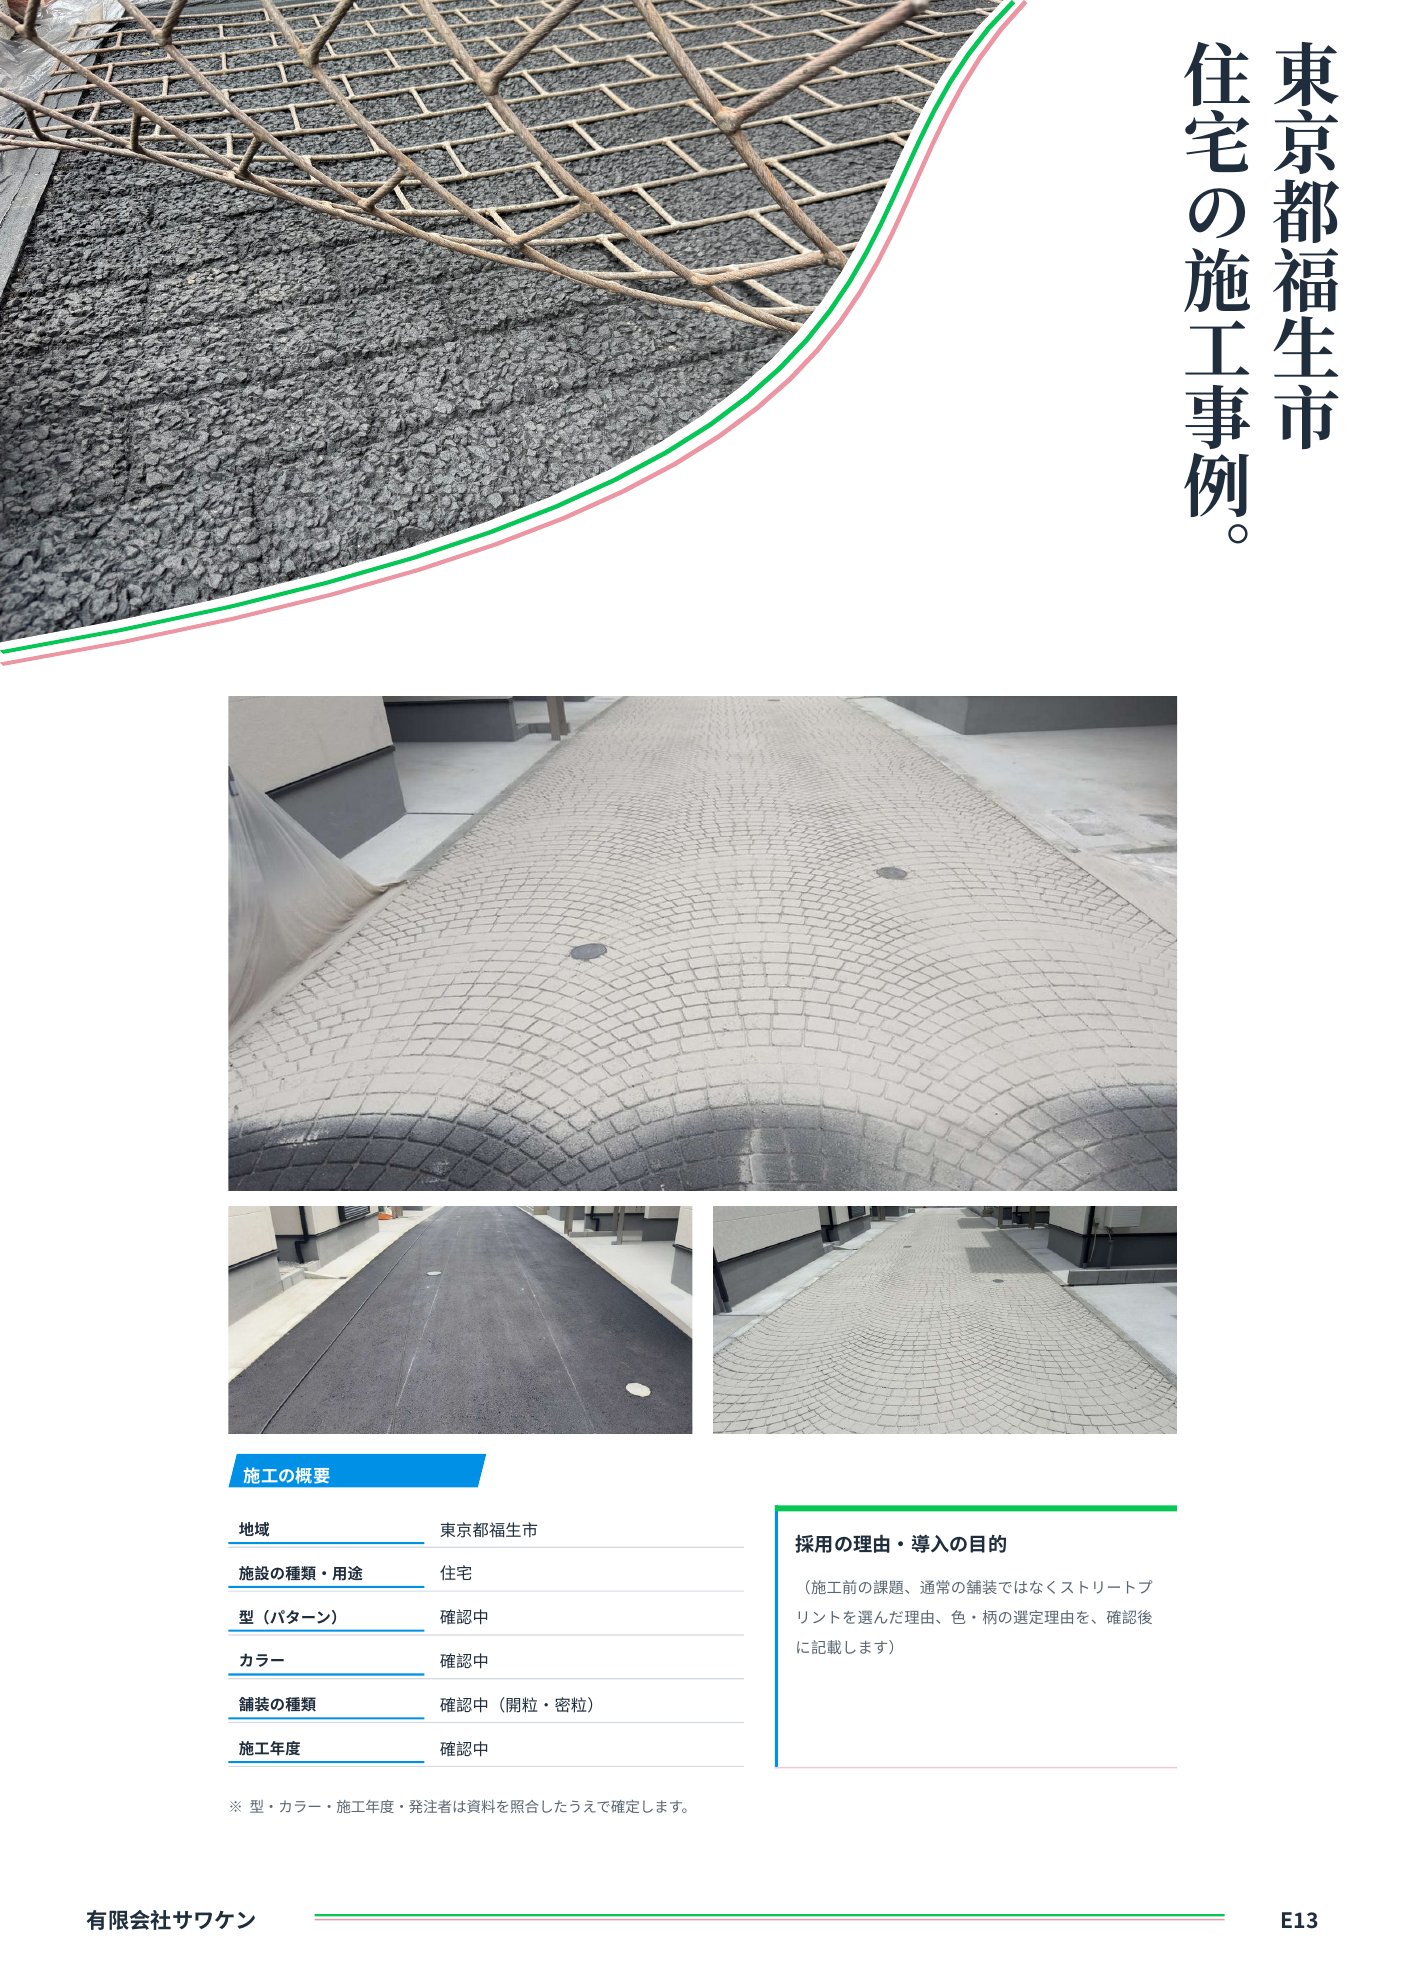 東京都福生市
住宅の施工事例。
施工の概要
地域
東京都福生市
施設の種類・用途
住宅
型（パターン）
確認中
カラー
確認中
舗装の種類
確認中（開粒・密粒）
施工年度
確認中
採用の理由・導入の目的
（施工前の課題、通常の舗装ではなくストリートプ
リントを選んだ理由、色・柄の選定理由を、確認後
に記載します）
※ 型・カラー・施工年度・発注者は資料を照合したうえで確定します。
有限会社サワケン
E13